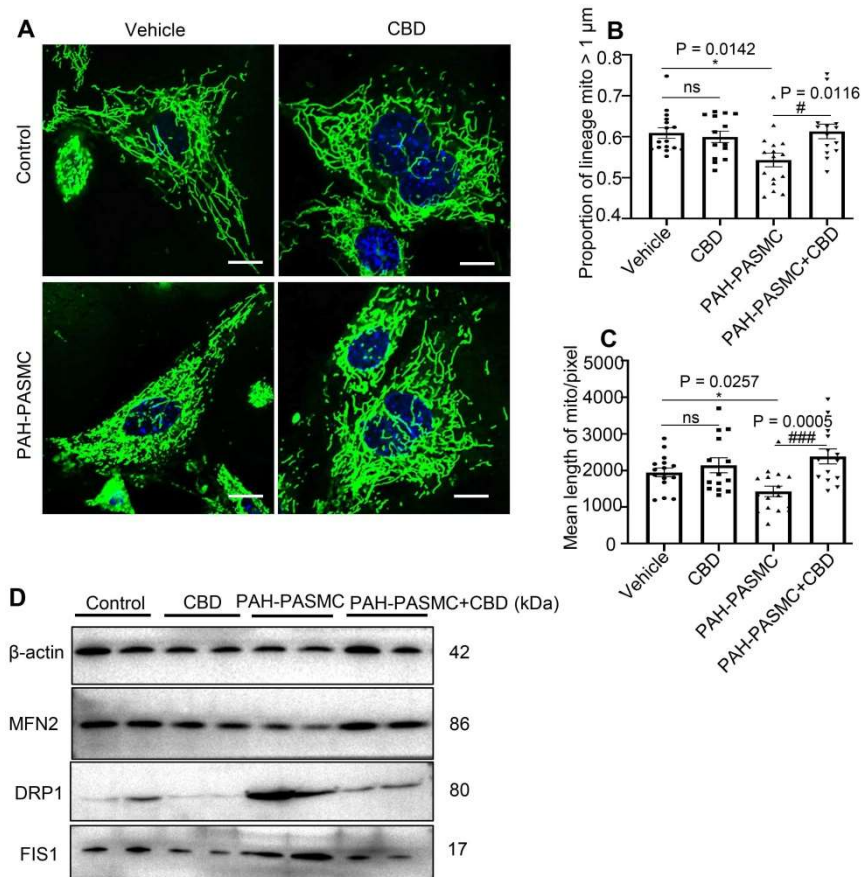 A
Vehicle
CBD
Control
PAH-PASMC
B
Proportion of lineage mito > 1 µm
0.8
0.7
0.6
0.5
0.4
P = 0.0142
*
ns
P = 0.0116
#
Vehicle
CBD
PAH-PASMC
PAH-PASMC+CBD
C
Mean length of mito/pixel
5000
4000
3000
2000
1000
0
P = 0.0257
*
ns
P = 0.0005
###
Vehicle
CBD
PAH-PASMC
PAH-PASMC+CBD
D
Control CBD PAH-PASMC PAH-PASMC+CBD (kDa)
β-actin 42
MFN2 86
DRP1 80
FIS1 17